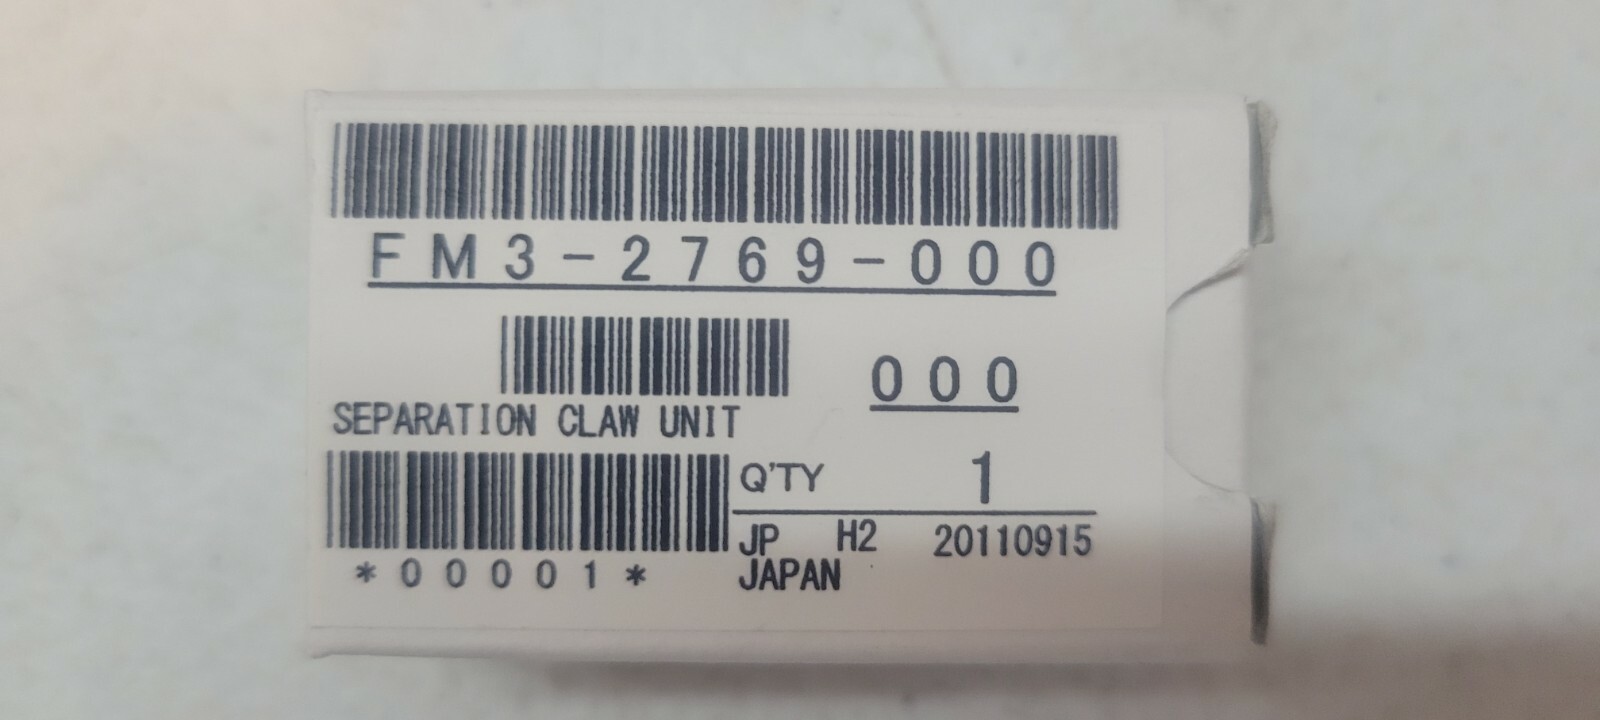 FM3-2769-000
000
SEPARATION CLAW UNIT
Q'TY 1
JP H2 20110915
*00001* JAPAN